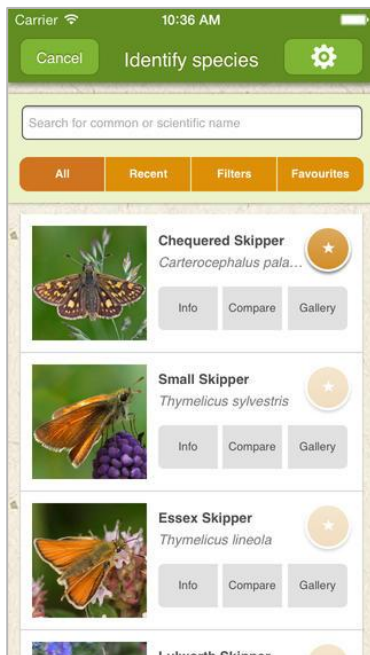 Carrier 10:36 AM
Cancel Identify species
Search for common or scientific name
All Recent Filters Favourites
Chequered Skipper
Carterocephalus pala...
Info Compare Gallery
Small Skipper
Thymelicus sylvestris
Info Compare Gallery
Essex Skipper
Thymelicus lineola
Info Compare Gallery
Lulworth Skipper